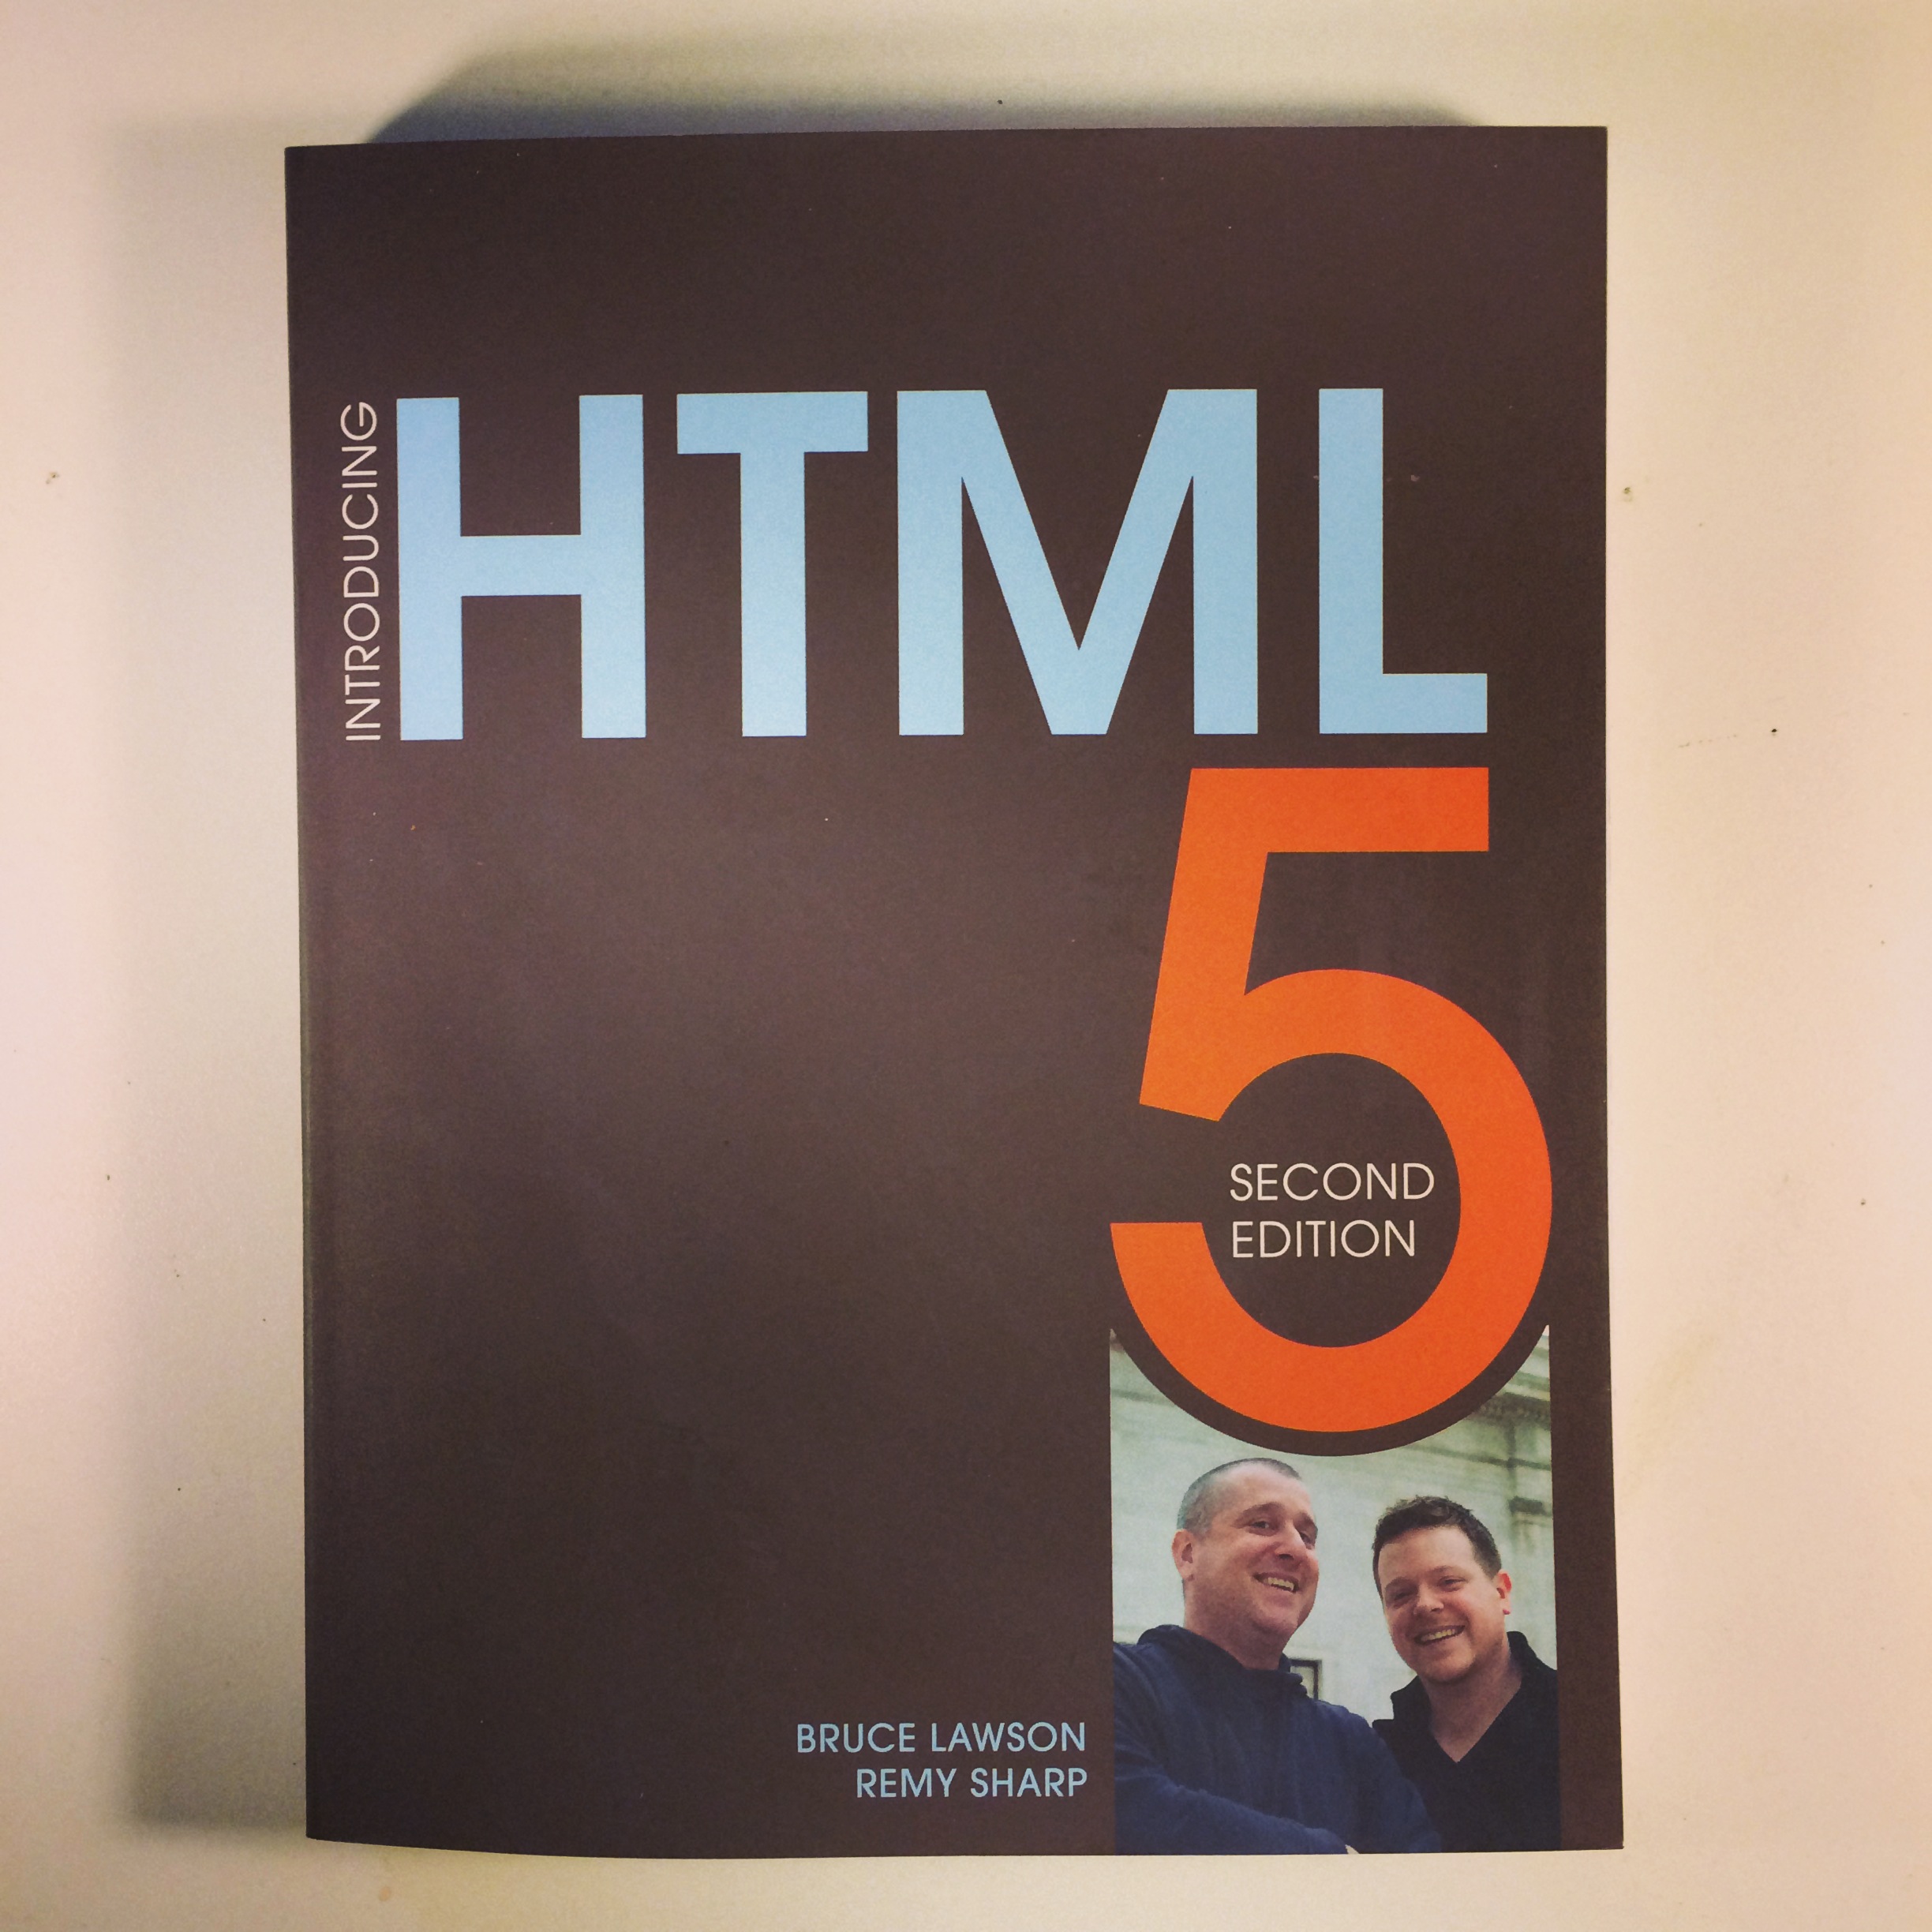 INTRODUCING
HTML
5
SECOND
EDITION
BRUCE LAWSON
REMY SHARP